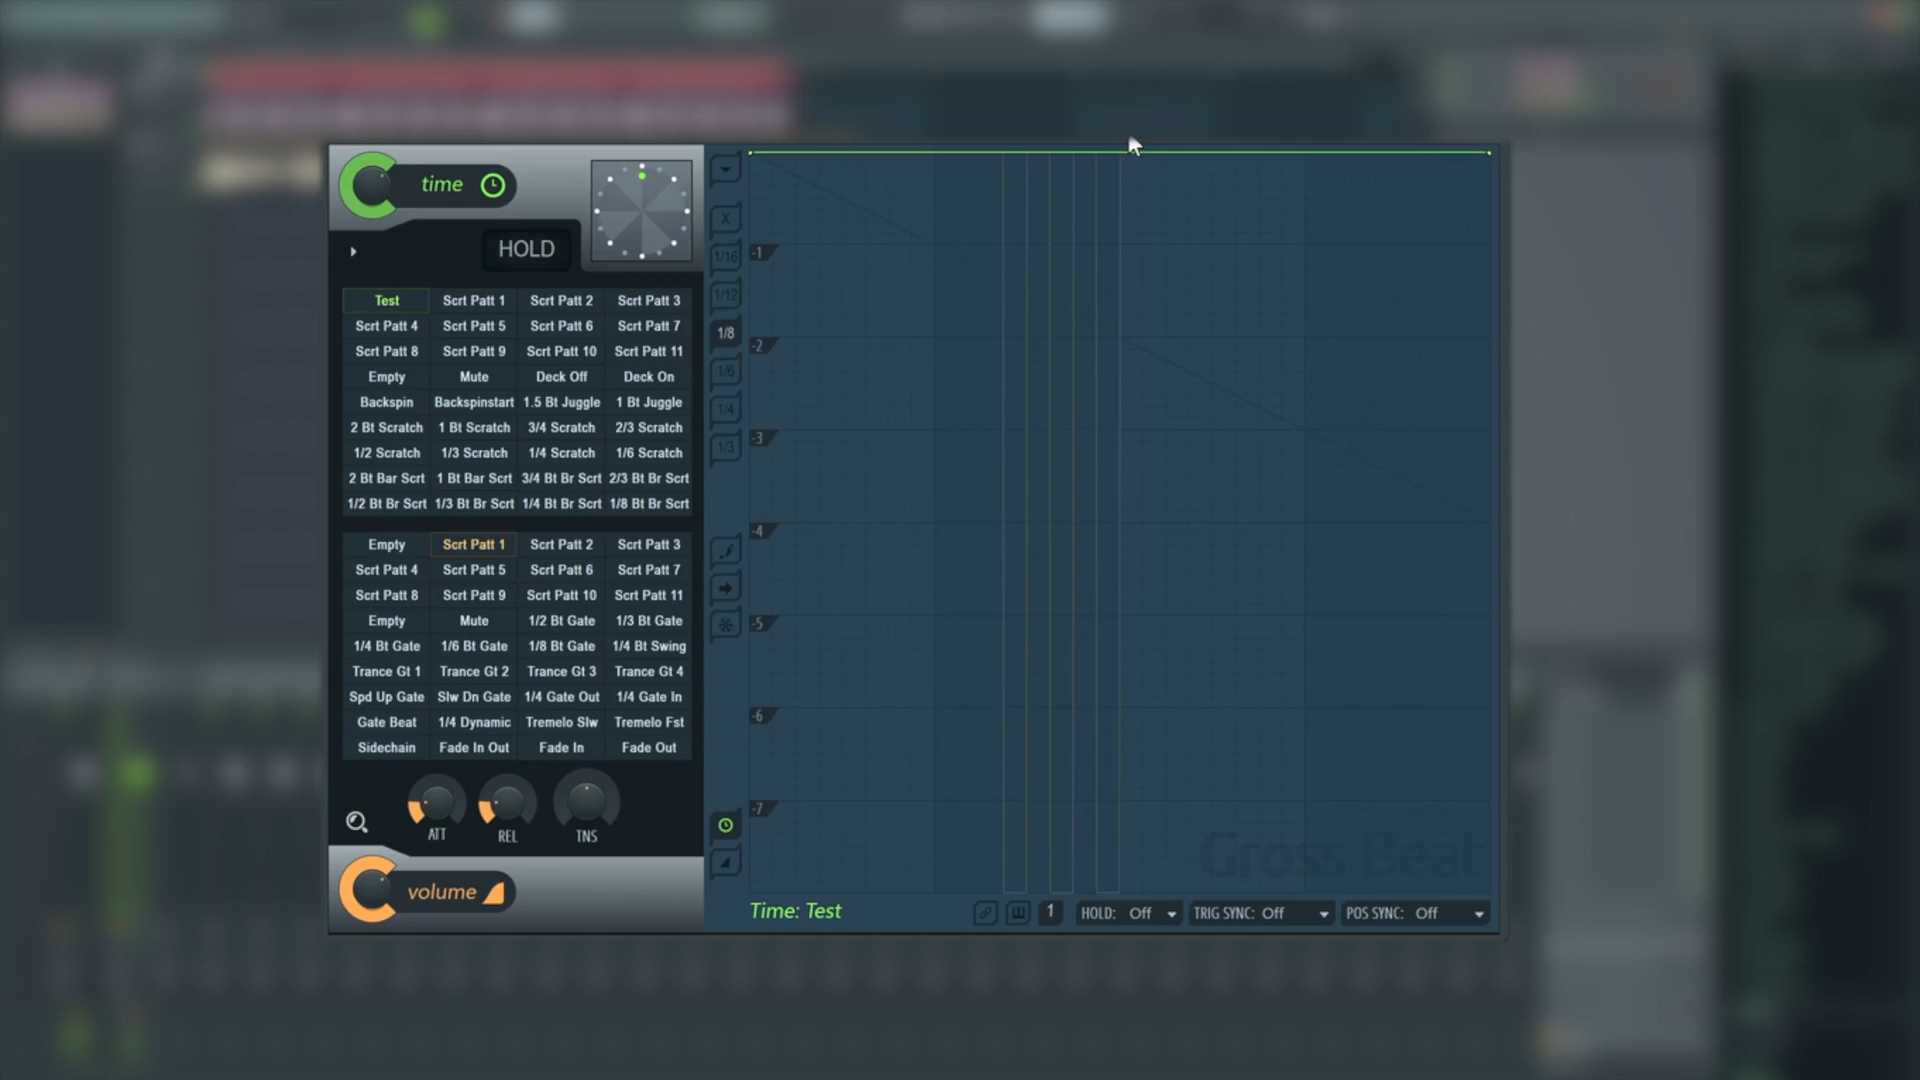 time
HOLD
Test Scrt Patt 1 Scrt Patt 2 Scrt Patt 3
Scrt Patt 4 Scrt Patt 5 Scrt Patt 6 Scrt Patt 7
Scrt Patt 8 Scrt Patt 9 Scrt Patt 10 Scrt Patt 11
Empty Mute Deck Off Deck On
Backspin Backspinstart 1.5 Bt Juggle 1 Bt Juggle
2 Bt Scratch 1 Bt Scratch 3/4 Scratch 2/3 Scratch
1/2 Scratch 1/3 Scratch 1/4 Scratch 1/6 Scratch
2 Bt Bar Scrt 1 Bt Bar Scrt 3/4 Bt Br Scrt 2/3 Bt Br Scrt
1/2 Bt Br Scrt 1/3 Bt Br Scrt 1/4 Bt Br Scrt 1/8 Bt Br Scrt
Empty Scrt Patt 1 Scrt Patt 2 Scrt Patt 3
Scrt Patt 4 Scrt Patt 5 Scrt Patt 6 Scrt Patt 7
Scrt Patt 8 Scrt Patt 9 Scrt Patt 10 Scrt Patt 11
Empty Mute 1/2 Bt Gate 1/3 Bt Gate
1/4 Bt Gate 1/6 Bt Gate 1/8 Bt Gate 1/4 Bt Swing
Trance Gt 1 Trance Gt 2 Trance Gt 3 Trance Gt 4
Spd Up Gate Slw Dn Gate 1/4 Gate Out 1/4 Gate In
Gate Beat 1/4 Dynamic Tremelo Slw Tremelo Fst
Sidechain Fade In Out Fade In Fade Out
ATT REL TNS
volume
X
1/16
1/12
1/8
1/6
1/4
1/3
-1
-2
-3
-4
-5
-6
-7
Gross Beat
Time: Test
1 HOLD: Off TRIG SYNC: Off POS SYNC: Off